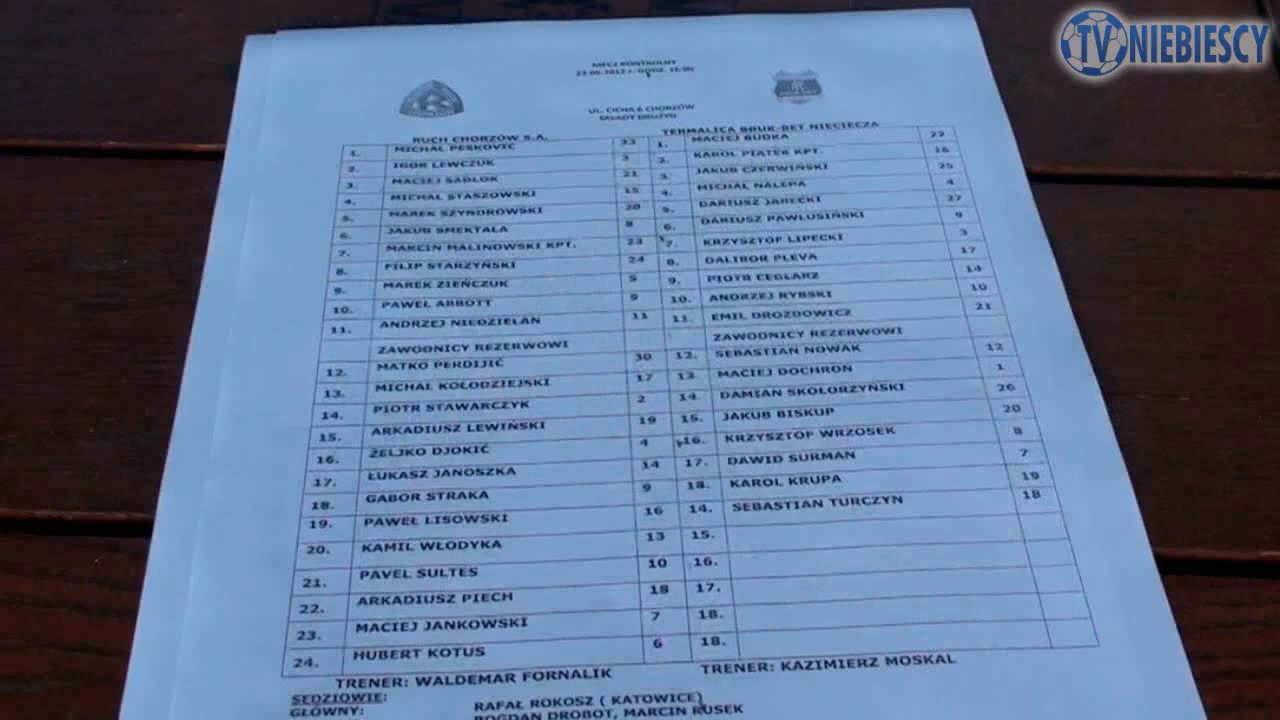 TV NIEBIESCY
MECZ KONTROLNY
UL. CICHA 6 CHORZÓW
SKŁADY DRUŻYN
RUCH CHORZÓW S.A. TERMALICA BRUK-BET NIECIECZA
1. MICHAL PESKOVIĆ 33 1. MACIEJ BUDKA 22
2. IGOR LEWCZUK 3 2. KAROL PIĄTEK KPT. 16
3. MACIEJ SADLOK 21 3. JAKUB CZERWIŃSKI 25
4. MICHAŁ STASZOWSKI 15 4. MICHAŁ NALEPA 4
5. MAREK SZYNDROWSKI 20 5. DARIUSZ JARECKI 27
6. JAKUB SMEKTAŁA 8 6. DARIUSZ PAWLUSIŃSKI 9
7. MARCIN MALINOWSKI KPT. 23 7. KRZYSZTOF LIPECKI 3
8. FILIP STARZYŃSKI 24 8. DALIBOR PLEVA 17
9. MAREK ZIEŃCZUK 5 9. PIOTR CEGLARZ 14
10. PAWEŁ ABBOTT 9 10. ANDRZEJ RYBSKI 10
11. ANDRZEJ NIEDZIELAN 11 11. EMIL DROZDOWICZ 21
ZAWODNICY REZERWOWI ZAWODNICY REZERWOWI
12. MATKO PERDIJIĆ 30 12. SEBASTIAN NOWAK 12
13. MICHAŁ KOŁODZIEJSKI 17 13. MACIEJ DOCHROŃ 1
14. PIOTR STAWARCZYK 2 14. DAMIAN SKOŁORZYŃSKI 26
15. ARKADIUSZ LEWIŃSKI 19 15. JAKUB BISKUP 20
16. ŻELJKO DJOKIĆ 4 16. KRZYSZTOF WRZOSEK 8
17. ŁUKASZ JANOSZKA 14 17. DAWID SURMAN 7
18. GABOR STRAKA 9 18. KAROL KRUPA 19
19. PAWEŁ LISOWSKI 16 14. SEBASTIAN TURCZYN 18
20. KAMIL WŁODYKA 13 15.
21. PAVEL SULTES 10 16.
22. ARKADIUSZ PIECH 18 17.
23. MACIEJ JANKOWSKI 7 18.
24. HUBERT KOTUS 6 18.
TRENER: WALDEMAR FORNALIK TRENER: KAZIMIERZ MOSKAL
SĘDZIOWIE:
GŁÓWNY: RAFAŁ ROKOSZ ( KATOWICE)
BOGDAN DROBOT, MARCIN RUSEK